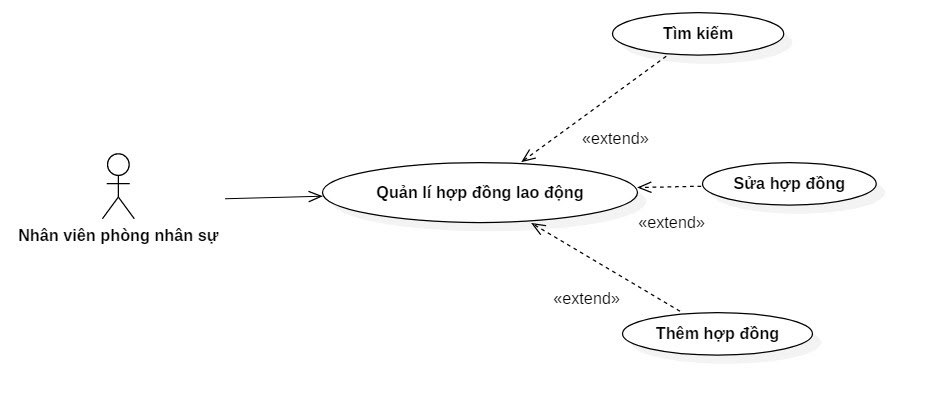 Tìm kiếm
«extend»
Quản lí hợp đồng lao động
Sửa hợp đồng
«extend»
Nhân viên phòng nhân sự
«extend»
Thêm hợp đồng